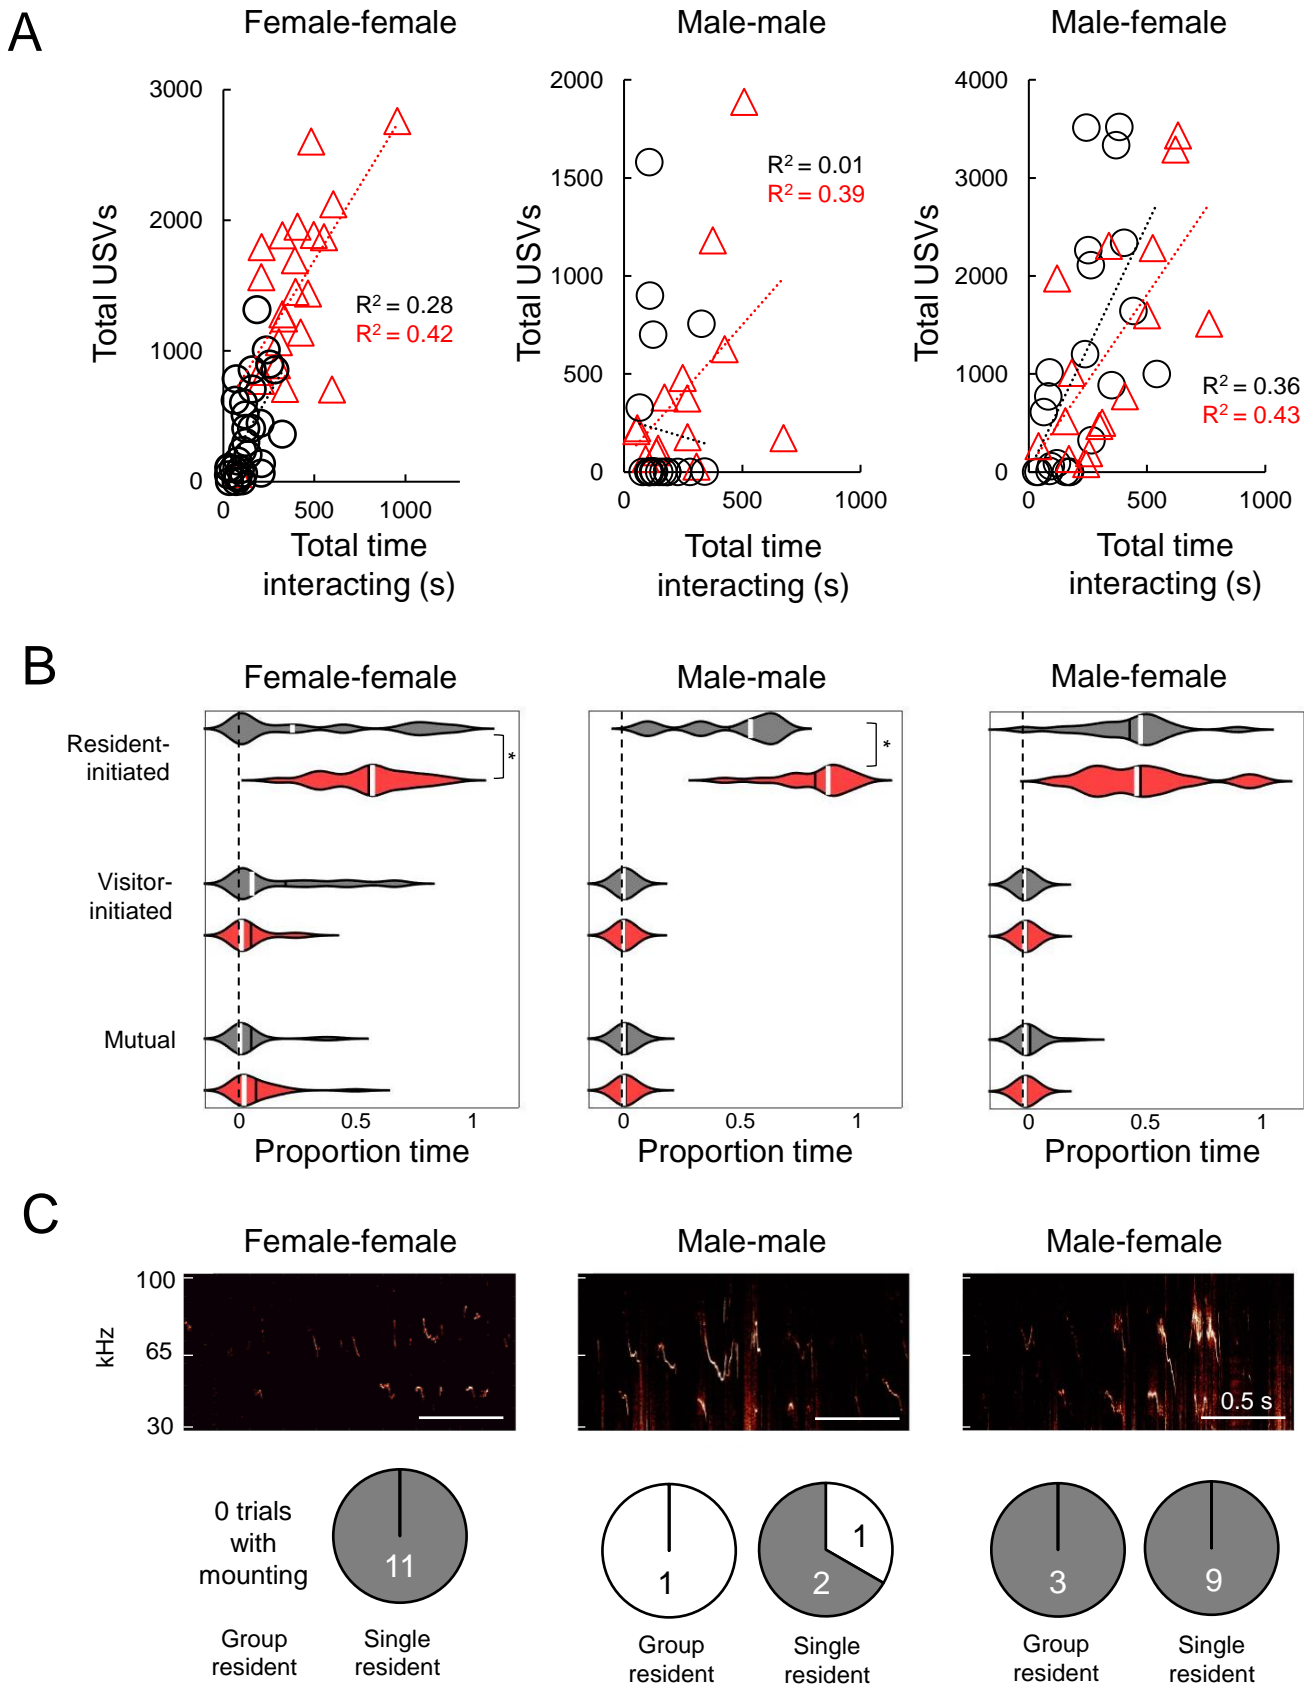 A
Female-female
Male-male
Male-female
3000
2000
1000
0
0
500
1000
Total USVs
R² = 0.28
R² = 0.42
Total time
interacting (s)
2000
1500
1000
500
0
0
500
1000
Total USVs
R² = 0.01
R² = 0.39
Total time
interacting (s)
4000
3000
2000
1000
0
0
500
1000
Total USVs
R² = 0.36
R² = 0.43
Total time
interacting (s)
B
Female-female
Male-male
Male-female
Resident-
initiated
Visitor-
initiated
Mutual
*
*
0
0.5
1
Proportion time
0
0.5
1
Proportion time
0
0.5
1
Proportion time
C
Female-female
Male-male
Male-female
kHz
100
65
30
0.5 s
0 trials
with
mounting
11
Group
resident
Single
resident
1
1
2
Group
resident
Single
resident
3
9
Group
resident
Single
resident